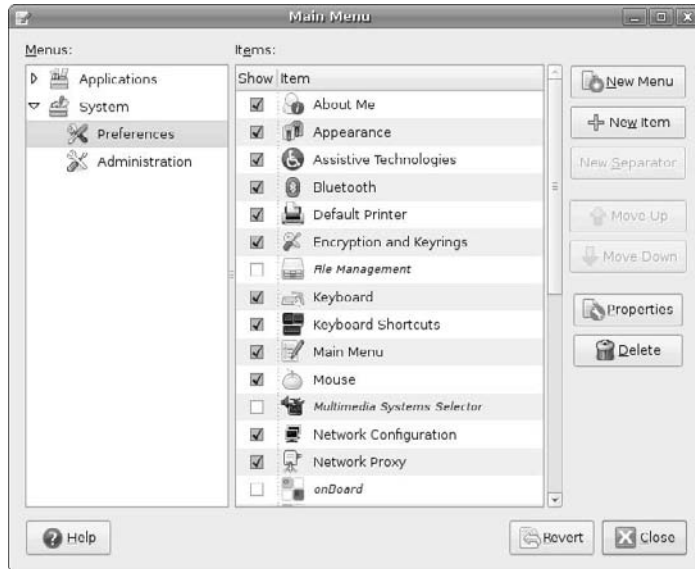 Main Menu
Menus:
Applications
System
Preferences
Administration
Items:
Show Item
About Me
Appearance
Assistive Technologies
Bluetooth
Default Printer
Encryption and Keyrings
File Management
Keyboard
Keyboard Shortcuts
Main Menu
Mouse
Multimedia Systems Selector
Network Configuration
Network Proxy
onBoard
New Menu
New Item
New Separator
Move Up
Move Down
Properties
Delete
Help
Revert
Close